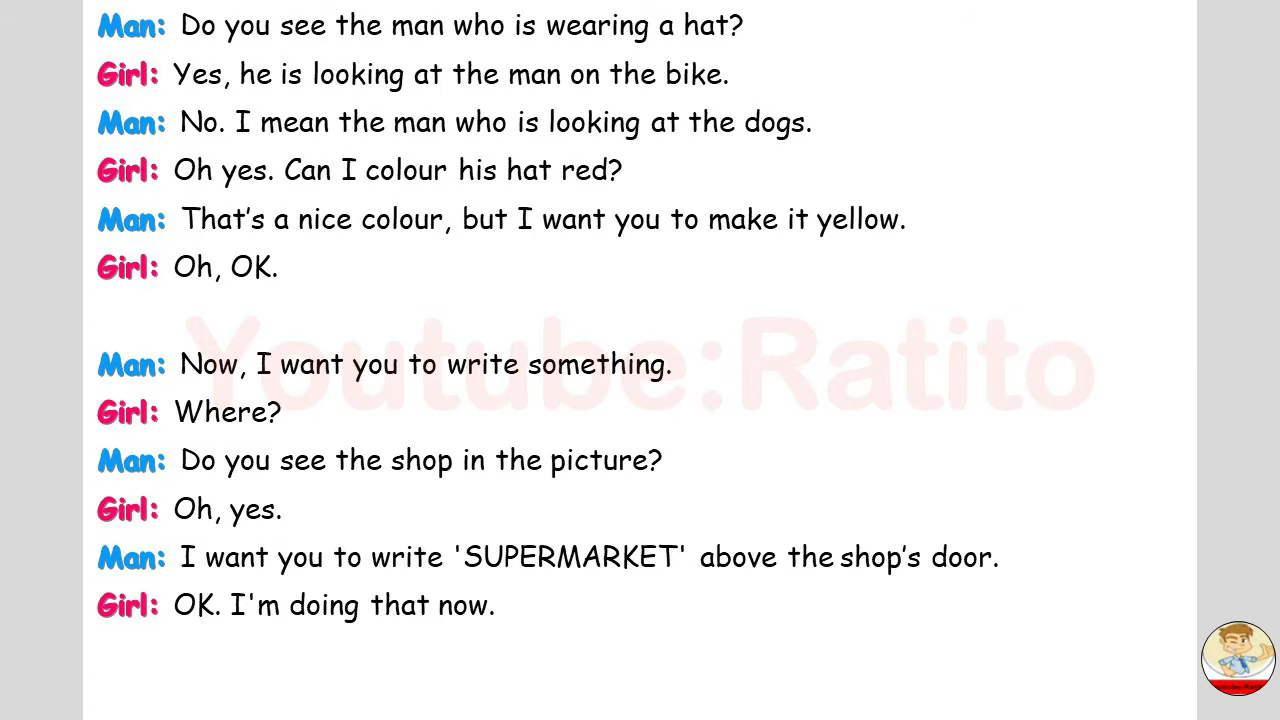 Man: Do you see the man who is wearing a hat?
Girl: Yes, he is looking at the man on the bike.
Man: No. I mean the man who is looking at the dogs.
Girl: Oh yes. Can I colour his hat red?
Man: That's a nice colour, but I want you to make it yellow.
Girl: Oh, OK.
Youtube:Ratito
Man: Now, I want you to write something.
Girl: Where?
Man: Do you see the shop in the picture?
Girl: Oh, yes.
Man: I want you to write 'SUPERMARKET' above the shop's door.
Girl: OK. I'm doing that now.